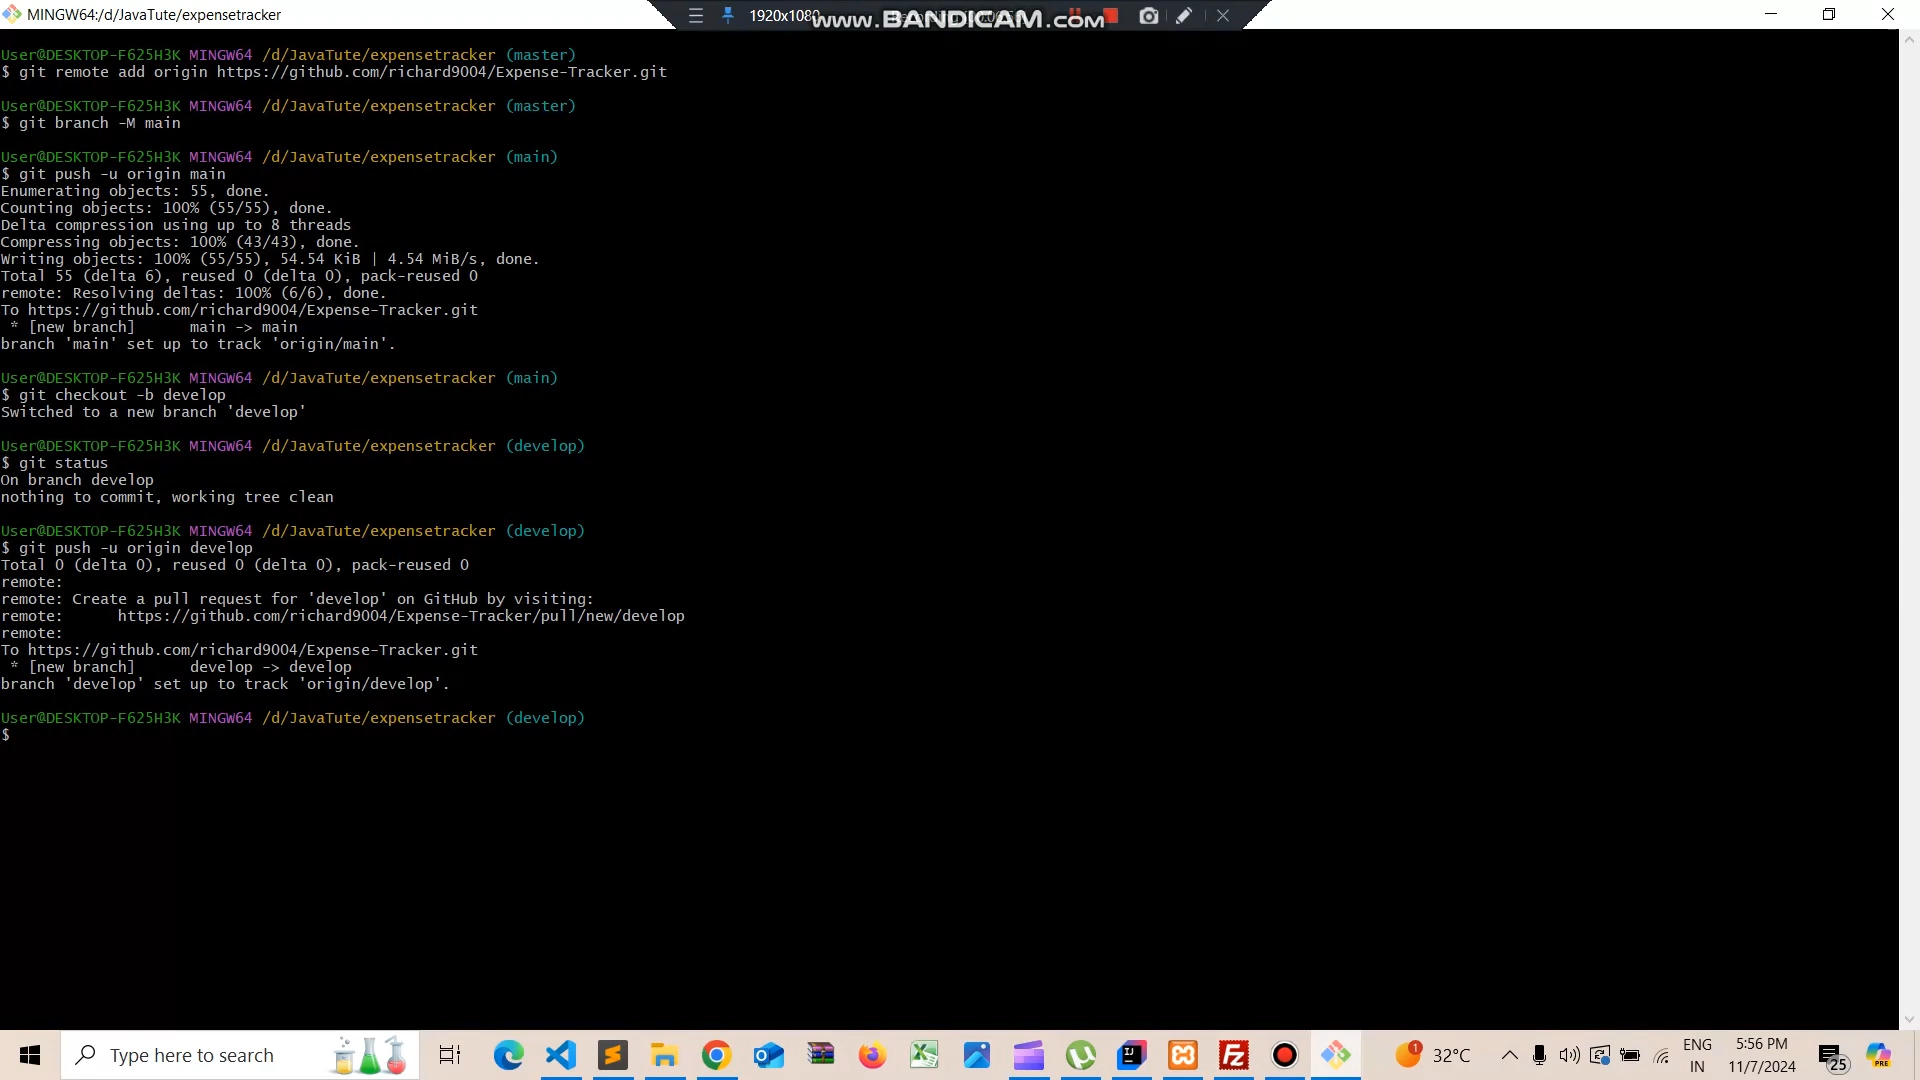 MINGW64:/d/JavaTute/expensetracker
1920x1080
www.BANDICAM.com
User@DESKTOP-F625H3K MINGW64 /d/JavaTute/expensetracker (master)
$ git remote add origin https://github.com/richard9004/Expense-Tracker.git
User@DESKTOP-F625H3K MINGW64 /d/JavaTute/expensetracker (master)
$ git branch -M main
User@DESKTOP-F625H3K MINGW64 /d/JavaTute/expensetracker (main)
$ git push -u origin main
Enumerating objects: 55, done.
Counting objects: 100% (55/55), done.
Delta compression using up to 8 threads
Compressing objects: 100% (43/43), done.
Writing objects: 100% (55/55), 54.54 KiB | 4.54 MiB/s, done.
Total 55 (delta 6), reused 0 (delta 0), pack-reused 0
remote: Resolving deltas: 100% (6/6), done.
To https://github.com/richard9004/Expense-Tracker.git
 * [new branch]      main -> main
branch 'main' set up to track 'origin/main'.
User@DESKTOP-F625H3K MINGW64 /d/JavaTute/expensetracker (main)
$ git checkout -b develop
Switched to a new branch 'develop'
User@DESKTOP-F625H3K MINGW64 /d/JavaTute/expensetracker (develop)
$ git status
On branch develop
nothing to commit, working tree clean
User@DESKTOP-F625H3K MINGW64 /d/JavaTute/expensetracker (develop)
$ git push -u origin develop
Total 0 (delta 0), reused 0 (delta 0), pack-reused 0
remote:
remote: Create a pull request for 'develop' on GitHub by visiting:
remote:      https://github.com/richard9004/Expense-Tracker/pull/new/develop
remote:
To https://github.com/richard9004/Expense-Tracker.git
 * [new branch]      develop -> develop
branch 'develop' set up to track 'origin/develop'.
User@DESKTOP-F625H3K MINGW64 /d/JavaTute/expensetracker (develop)
$
Type here to search
1
32°C
ENG
IN
5:56 PM
11/7/2024
25
PRE